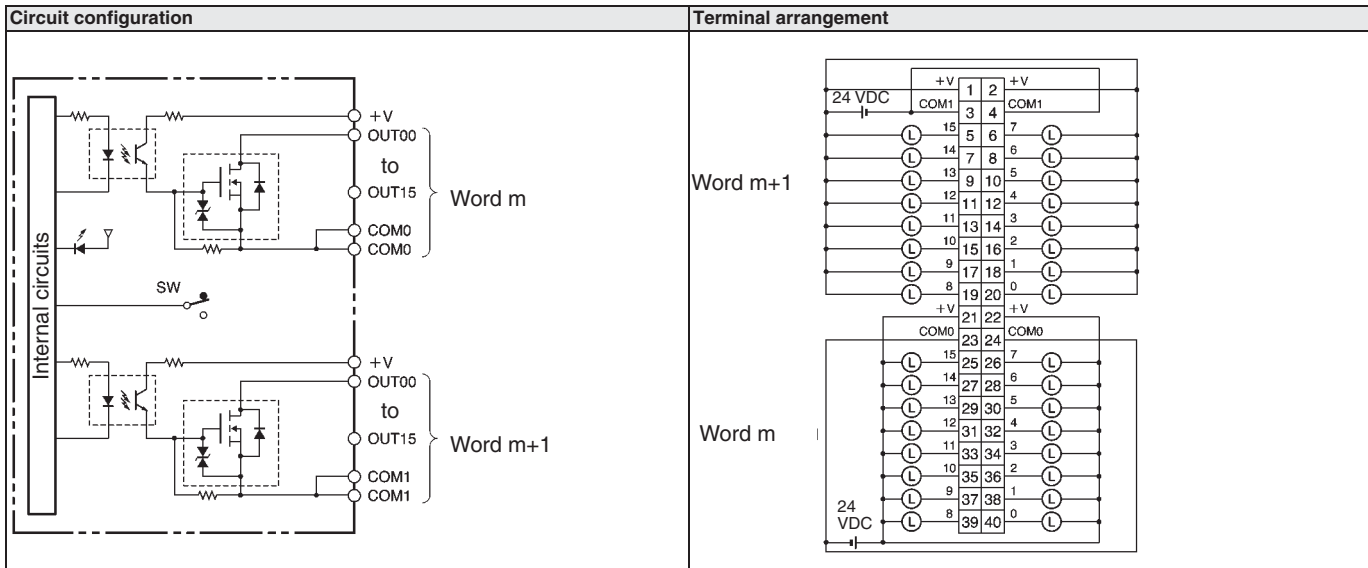 Circuit configuration
Terminal arrangement
Internal circuits
+V
OUT00
to
OUT15
COM0
COM0
Word m
SW
+V
OUT00
to
OUT15
COM1
COM1
Word m+1
Word m+1
24 VDC
+V 1 2 +V
COM1 3 4 COM1
L 15 5 6 7 L
L 14 7 8 6 L
L 13 9 10 5 L
L 12 11 12 4 L
L 11 13 14 3 L
L 10 15 16 2 L
L 9 17 18 1 L
L 8 19 20 0 L
+V 21 22 +V
COM0 23 24 COM0
Word m
L 15 25 26 7 L
L 14 27 28 6 L
L 13 29 30 5 L
L 12 31 32 4 L
L 11 33 34 3 L
L 10 35 36 2 L
L 9 37 38 1 L
L 8 39 40 0 L
24
VDC